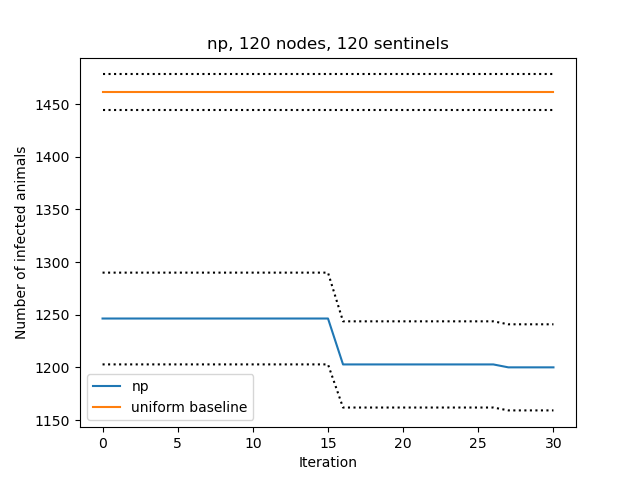 np, 120 nodes, 120 sentinels
Number of infected animals
1450
1400
1350
1300
1250
1200
1150
np
uniform baseline
0 5 10 15 20 25 30
Iteration